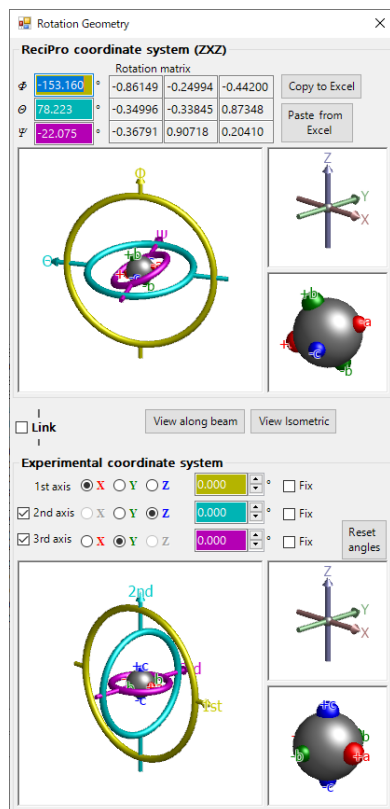 Rotation Geometry
ReciPro coordinate system (ZXZ)
Rotation matrix
Φ -153.160 ° -0.86149 -0.24994 -0.44200 Copy to Excel
Θ 78.223 ° -0.34996 -0.33845 0.87348 Paste from
Excel
Ψ -22.075 ° -0.36791 0.90718 0.20410
Φ
Ψ
Θ
+b
-c
-b
Z
Y
X
+b
-a
+a
-c
-b
Link
View along beam View Isometric
Experimental coordinate system
1st axis X Y Z 0.000 ° Fix
2nd axis X Y Z 0.000 ° Fix
3rd axis X Y Z 0.000 ° Fix
Reset
angles
2nd
+c
d
-b
b
-c
1st
Z
Y
X
+c
b
-b
+a
-c